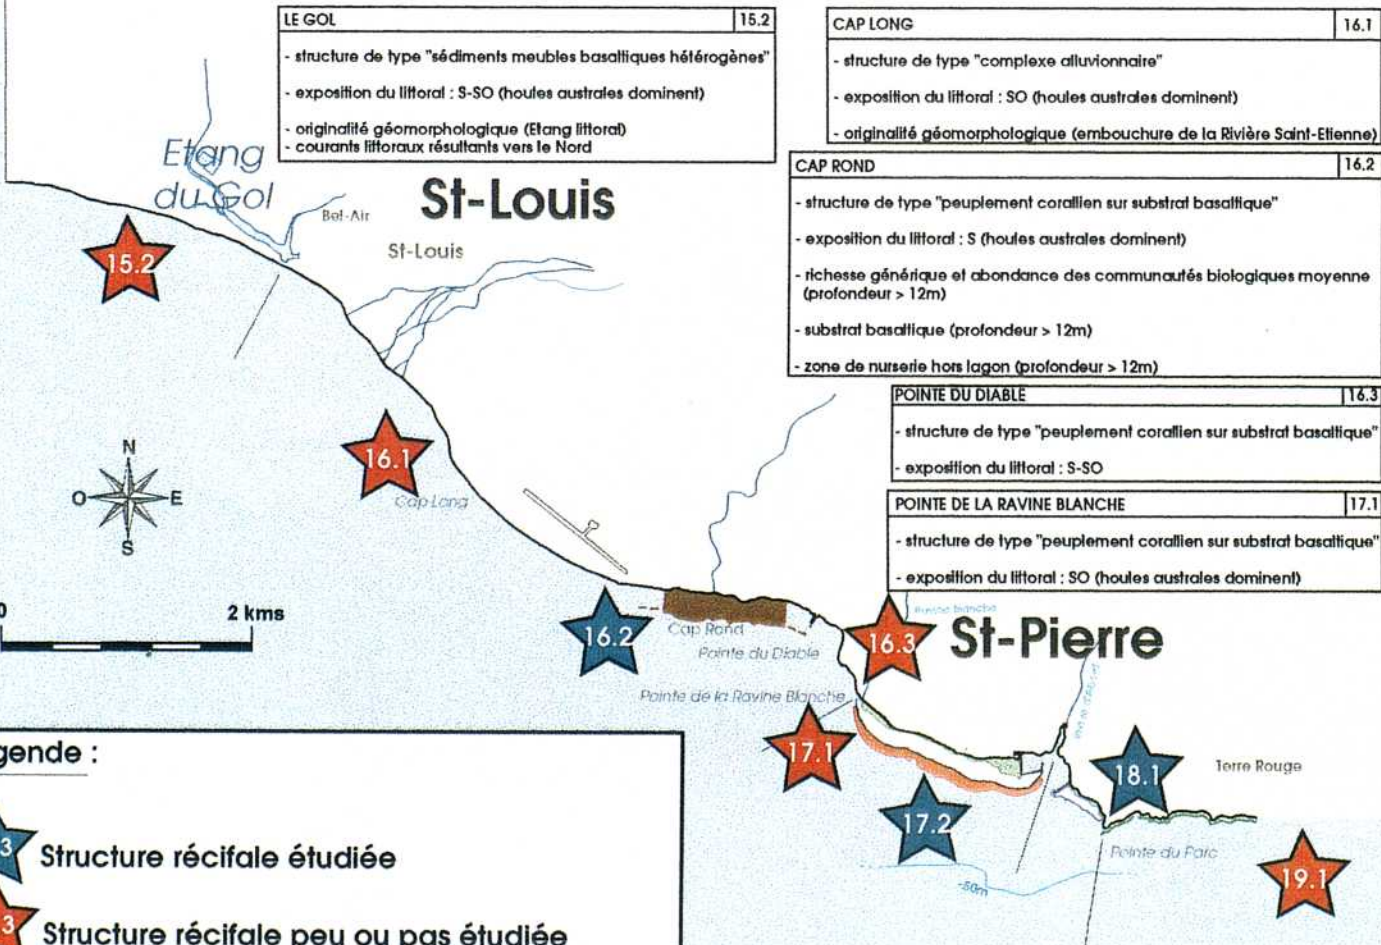 LE GOL 15.2
- structure de type "sédiments meubles basaltiques hétérogènes"
- exposition du littoral : S-SO (houles australes dominent)
- originalité géomorphologique (Etang littoral)
- courants littoraux résultants vers le Nord
CAP LONG 16.1
- structure de type "complexe alluvionnaire"
- exposition du littoral : SO (houles australes dominent)
- originalité géomorphologique (embouchure de la Rivière Saint-Etienne)
CAP ROND 16.2
- structure de type "peuplement corallien sur substrat basaltique"
- exposition du littoral : S (houles australes dominent)
- richesse générique et abondance des communautés biologiques moyenne
(profondeur > 12m)
- substrat basaltique (profondeur > 12m)
- zone de nurserie hors lagon (profondeur > 12m)
POINTE DU DIABLE 16.3
- structure de type "peuplement corallien sur substrat basaltique"
- exposition du littoral : S-SO
POINTE DE LA RAVINE BLANCHE 17.1
- structure de type "peuplement corallien sur substrat basaltique"
- exposition du littoral : SO (houles australes dominent)
Etang
du Gol
Bel-Air
St-Louis
St-Louis
15.2
16.1
Cap Long
N
O E
S
0 2 kms
16.2
Cap Rond
Pointe du Diable
16.3
Ravine blanche
St-Pierre
Pointe de la Ravine Blanche
17.1
17.2
18.1
Terre Rouge
Pointe du Parc
-50m
19.1
gende :
3 Structure récifale étudiée
3 Structure récifale peu ou pas étudiée